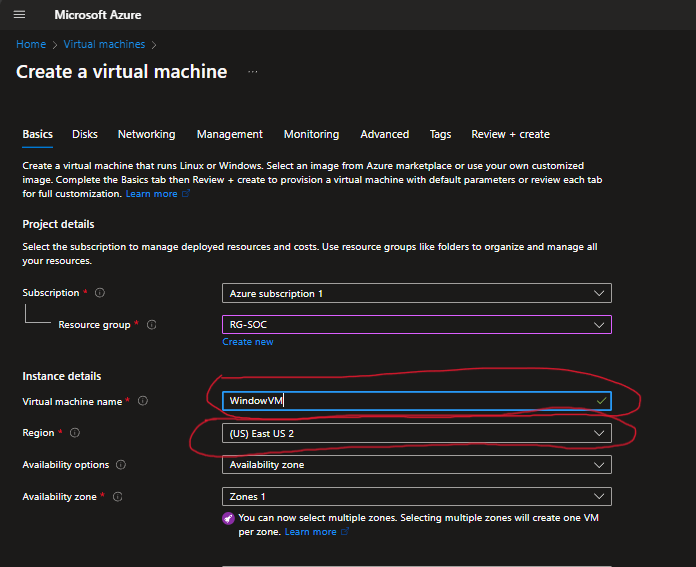 Microsoft Azure
Home > Virtual machines >
Create a virtual machine ...
Basics Disks Networking Management Monitoring Advanced Tags Review + create
Create a virtual machine that runs Linux or Windows. Select an image from Azure marketplace or use your own customized
image. Complete the Basics tab then Review + create to provision a virtual machine with default parameters or review each tab
for full customization. Learn more
Project details
Select the subscription to manage deployed resources and costs. Use resource groups like folders to organize and manage all
your resources.
Subscription * Azure subscription 1
Resource group * RG-SOC
Create new
Instance details
Virtual machine name * WindowVM
Region * (US) East US 2
Availability options Availability zone
Availability zone * Zones 1
You can now select multiple zones. Selecting multiple zones will create one VM
per zone. Learn more